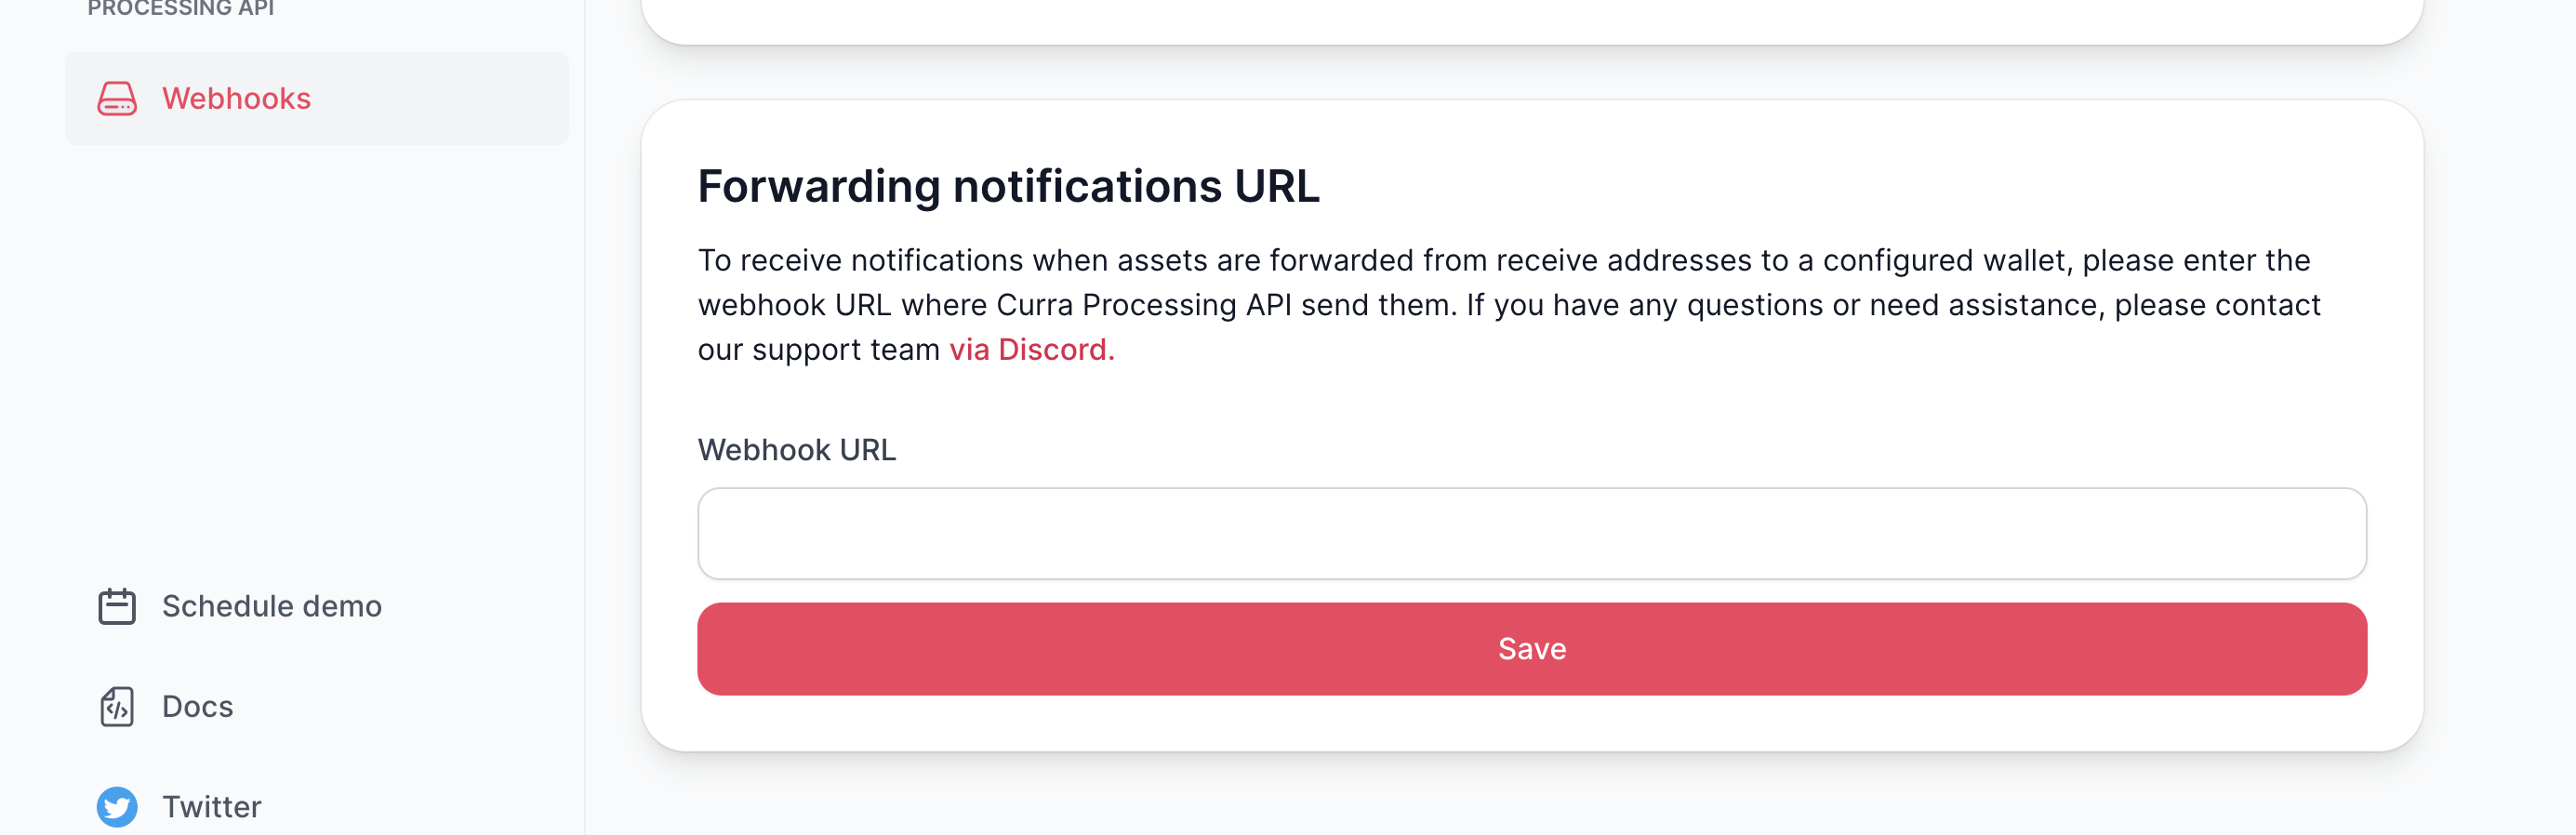 PROCESSING API
Webhooks
Schedule demo
Docs
Twitter
Forwarding notifications URL
To receive notifications when assets are forwarded from receive addresses to a configured wallet, please enter the
webhook URL where Curra Processing API send them. If you have any questions or need assistance, please contact
our support team via Discord.
Webhook URL
Save